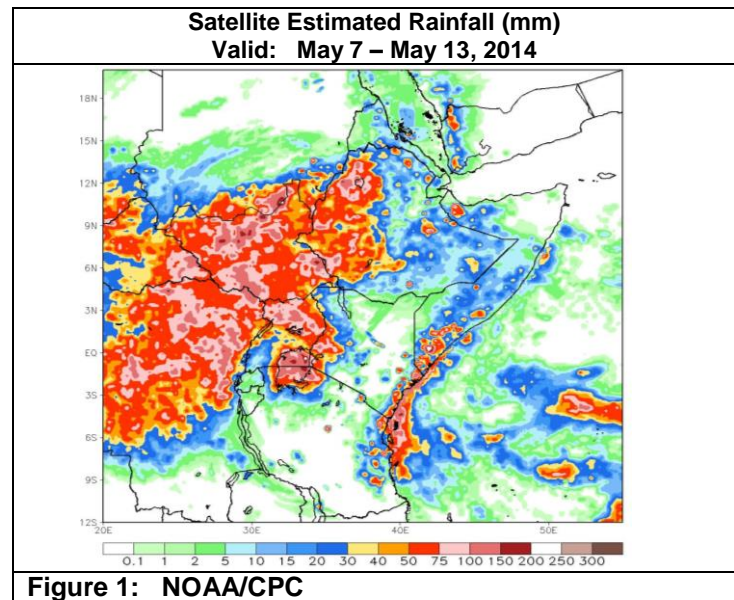 Satellite Estimated Rainfall (mm)
Valid: May 7 – May 13, 2014
18N
15N
12N
9N
6N
3N
EQ
3S
6S
9S
12S
20E 30E 40E 50E
0.1 1 2 5 10 15 20 30 40 50 75 100 150 200 250 300
Figure 1: NOAA/CPC